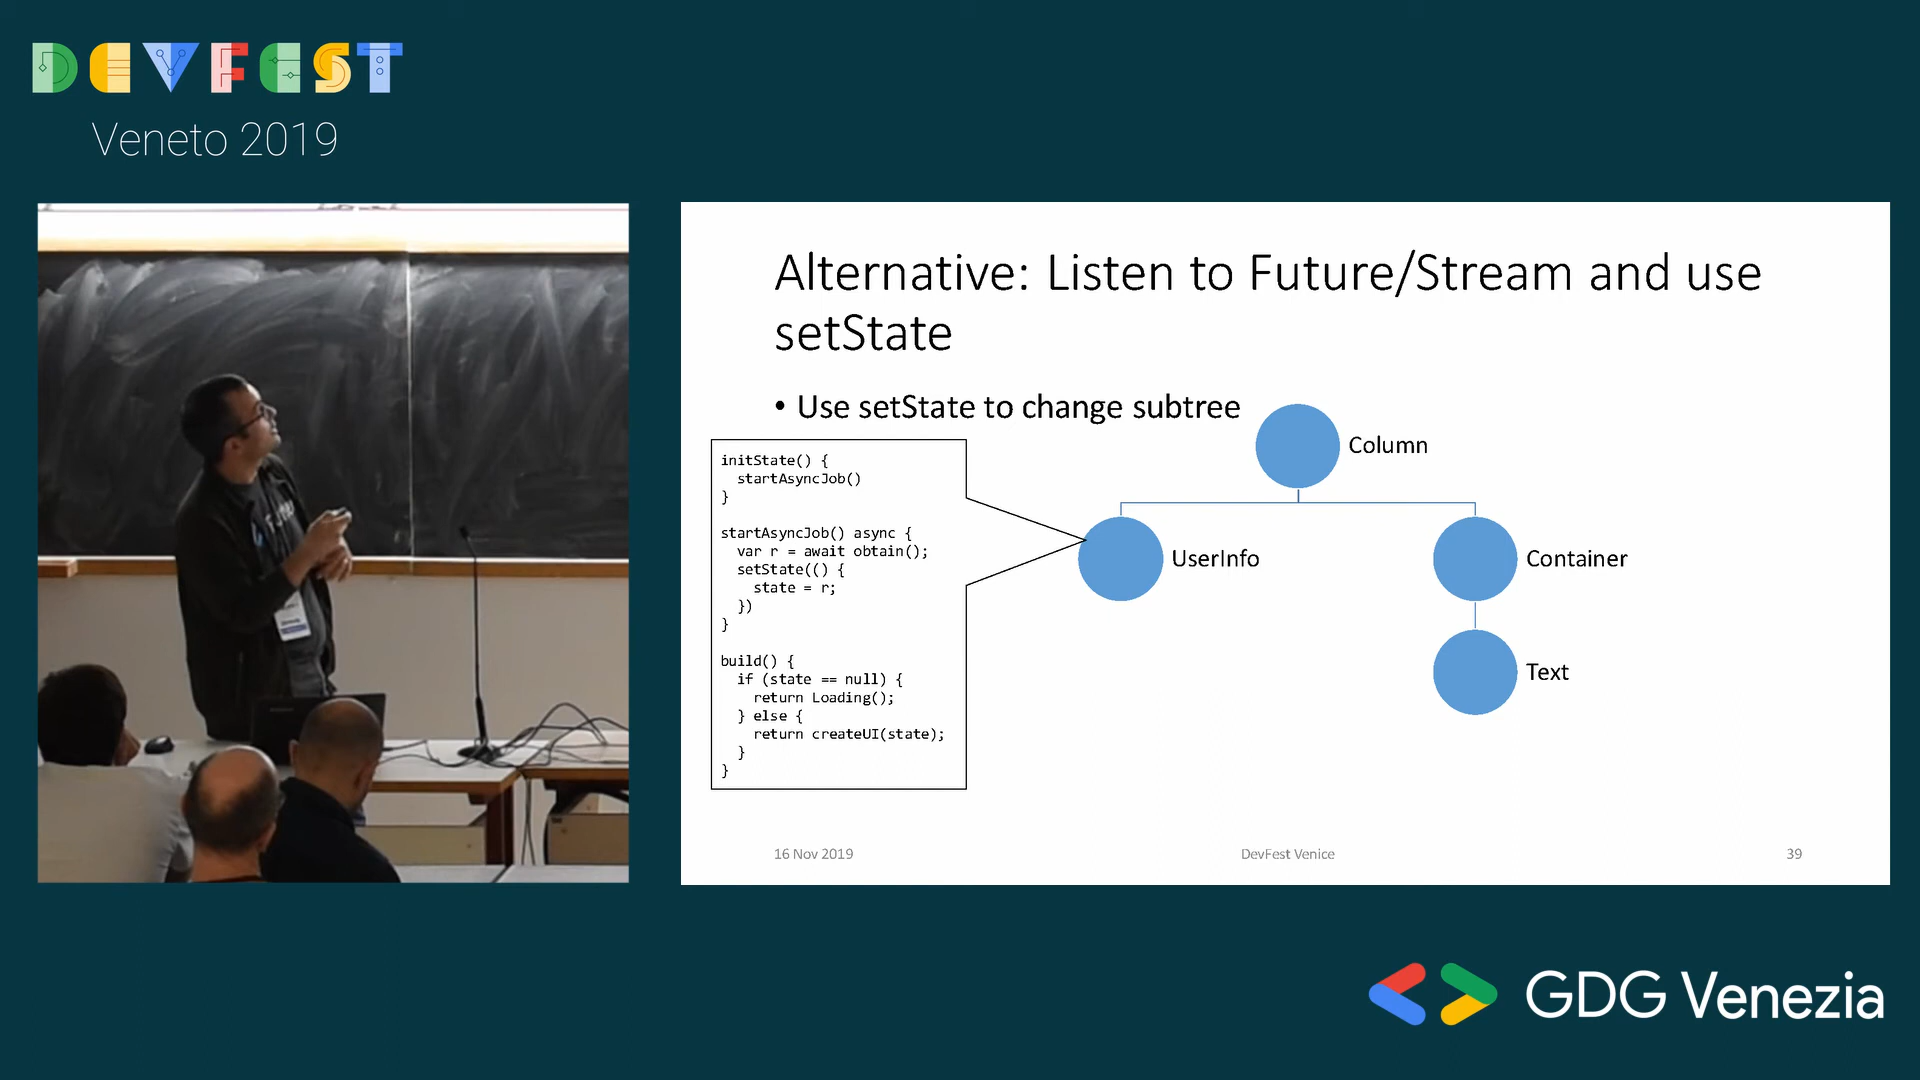 DEVFEST
Veneto 2019
Alternative: Listen to Future/Stream and use
setState
• Use setState to change subtree
initState() {
  startAsyncJob()
}
startAsyncJob() async {
  var r = await obtain();
  setState(() {
    state = r;
  })
}
build() {
  if (state == null) {
    return Loading();
  } else {
    return createUI(state);
  }
}
Column
UserInfo
Container
Text
16 Nov 2019
DevFest Venice
39
GDG Venezia